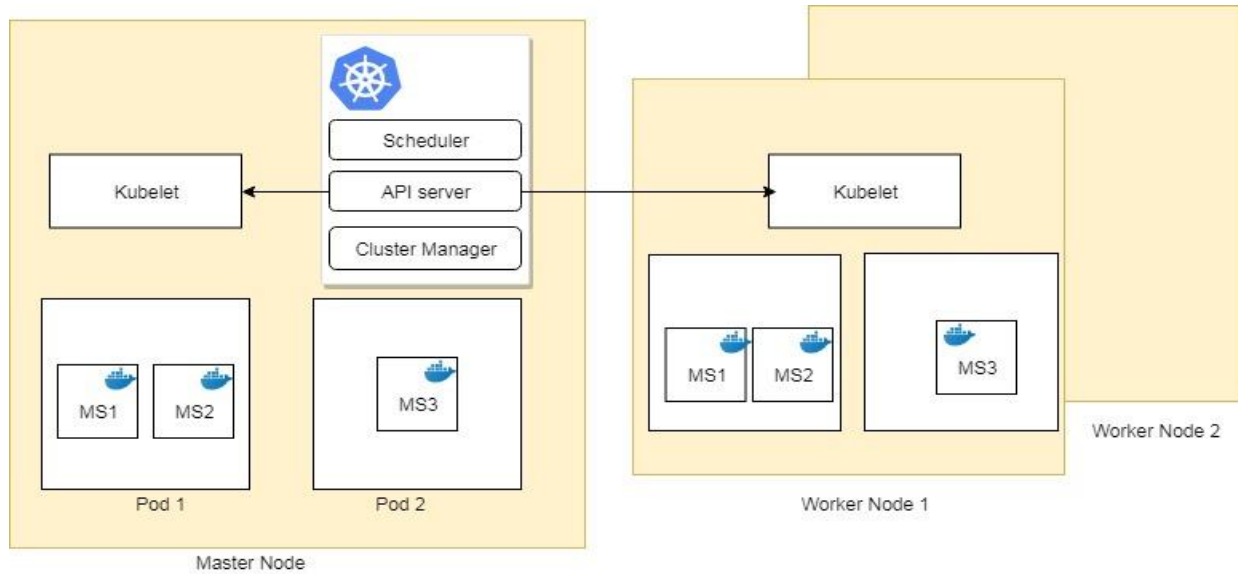 Scheduler
Kubelet
API server
Cluster Manager
MS1
MS2
MS3
Pod 1
Pod 2
Master Node
Kubelet
MS1
MS2
MS3
Worker Node 1
Worker Node 2